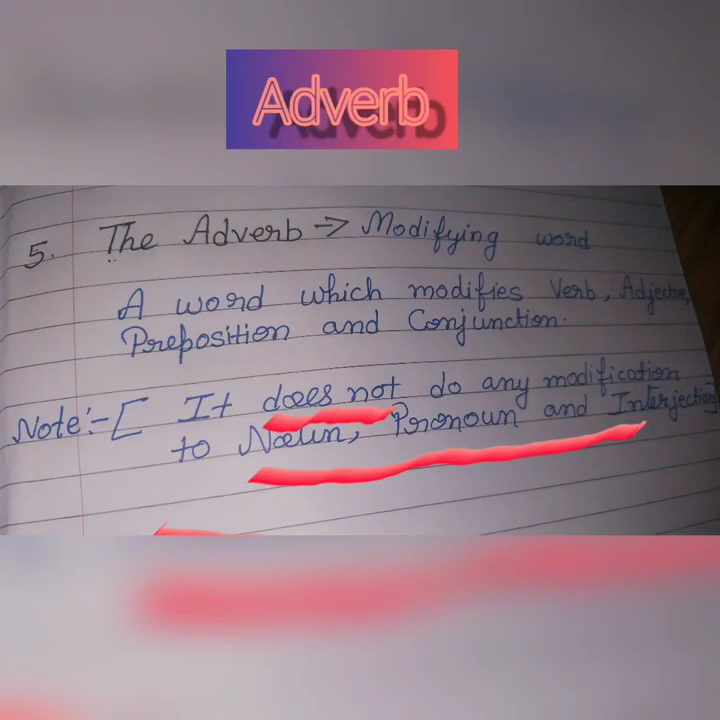 Adverb
5. The Adverb → Modifying word
A word which modifies Verb, Adjective,
Preposition and Conjunction.
Note:- [ It does not do any modification
to Noun, Pronoun and Interjection